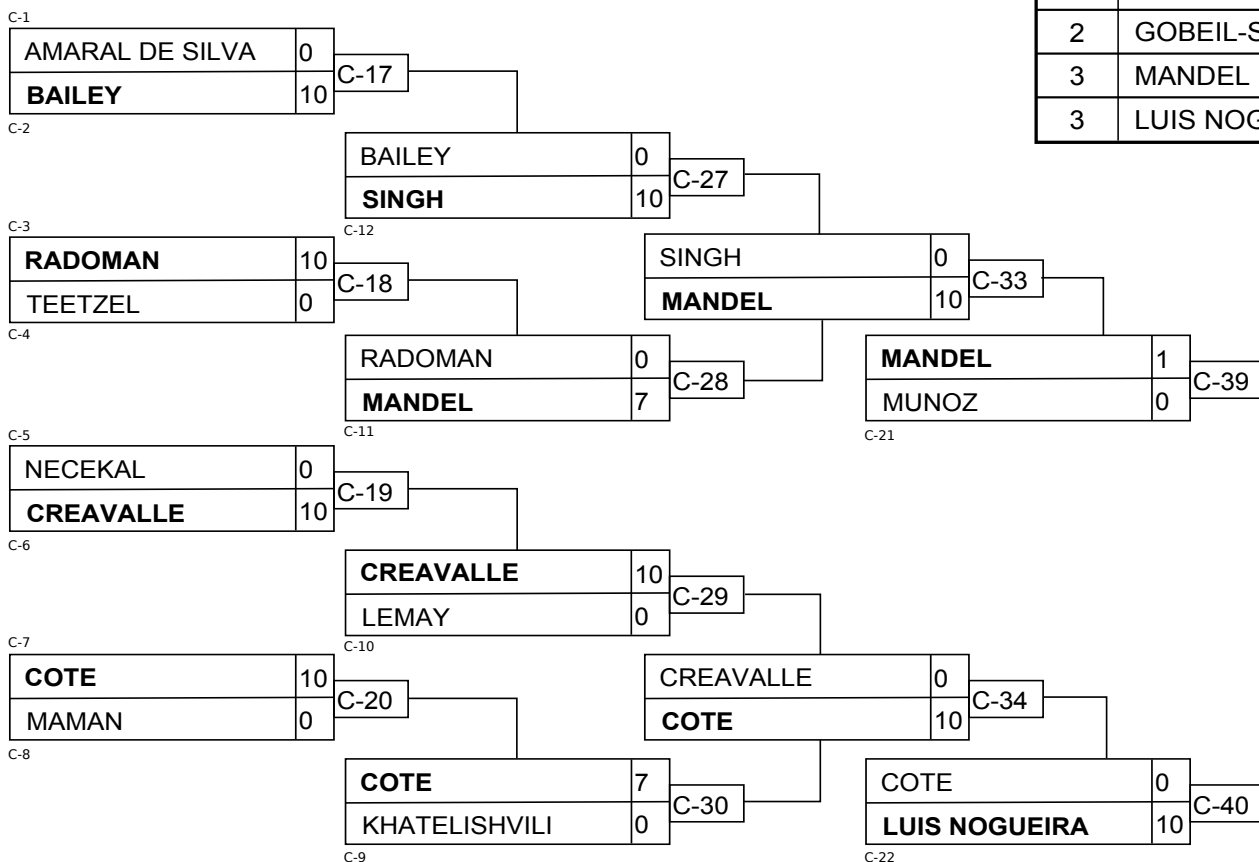 C-1
AMARAL DE SILVA 0
C-17
BAILEY 10
C-2
2 GOBEIL-S
3 MANDEL
3 LUIS NOG
BAILEY 0
C-27
SINGH 10
C-12
C-3
RADOMAN 10
C-18
TEETZEL 0
C-4
SINGH 0
C-33
MANDEL 10
RADOMAN 0
C-28
MANDEL 7
C-11
MANDEL 1
C-39
MUNOZ 0
C-21
C-5
NECEKAL 0
C-19
CREAVALLE 10
C-6
CREAVALLE 10
C-29
LEMAY 0
C-10
C-7
COTE 10
C-20
MAMAN 0
C-8
CREAVALLE 0
C-34
COTE 10
COTE 7
C-30
KHATELISHVILI 0
C-9
COTE 0
C-40
LUIS NOGUEIRA 10
C-22